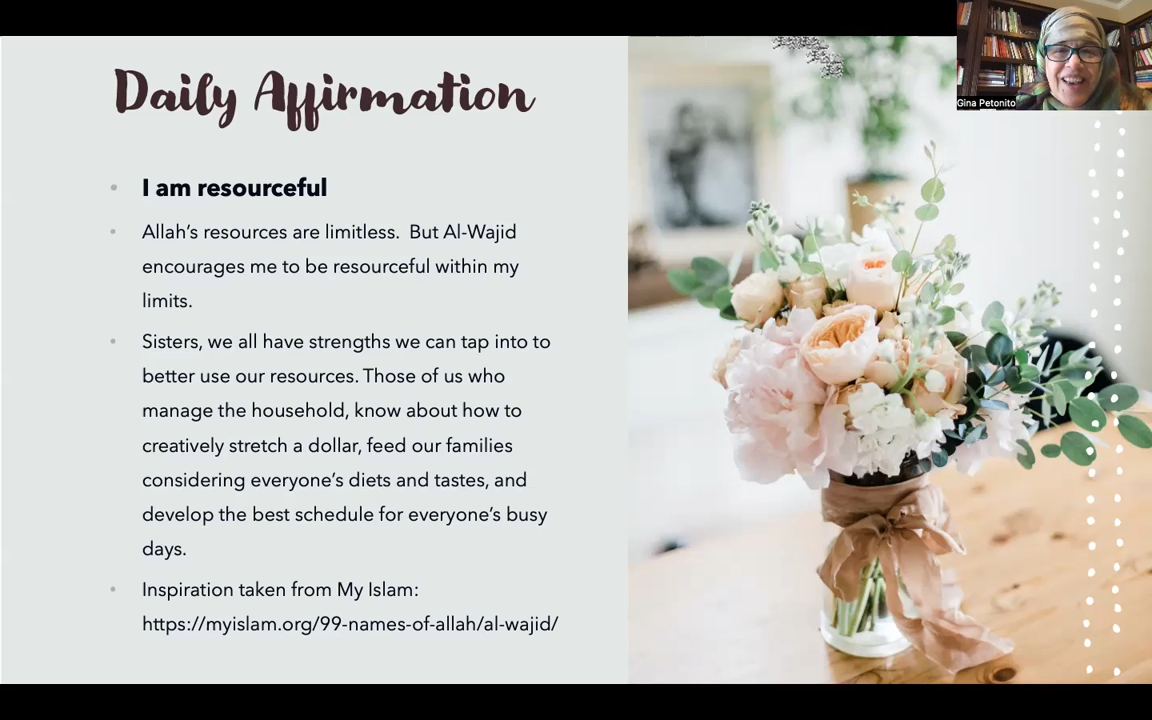 Daily Affirmation
Gina Petonito
• I am resourceful
• Allah's resources are limitless.  But Al-Wajid
encourages me to be resourceful within my
limits.
• Sisters, we all have strengths we can tap into to
better use our resources. Those of us who
manage the household, know about how to
creatively stretch a dollar, feed our families
considering everyone's diets and tastes, and
develop the best schedule for everyone's busy
days.
• Inspiration taken from My Islam:
https://myislam.org/99-names-of-allah/al-wajid/